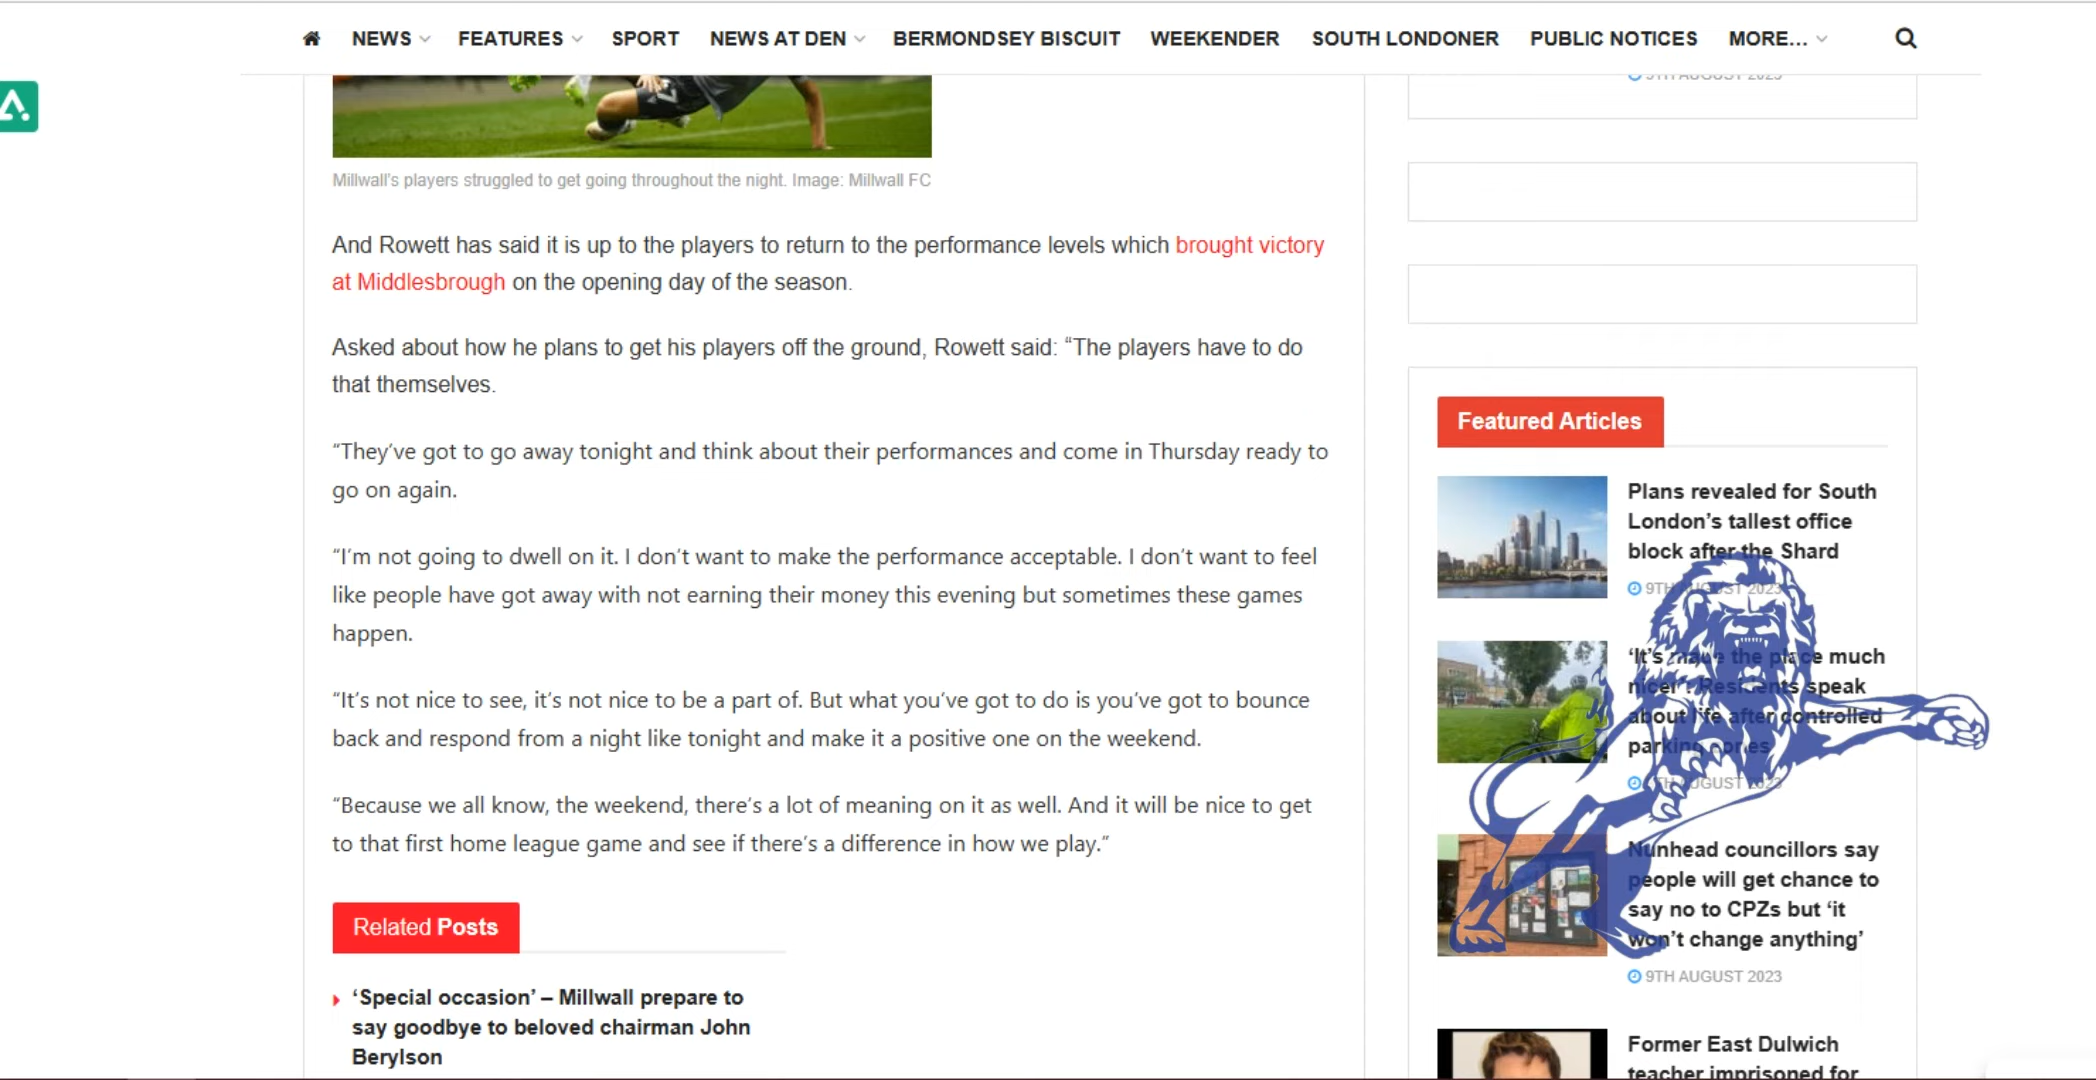 NEWS FEATURES SPORT NEWS AT DEN BERMONDSEY BISCUIT WEEKENDER SOUTH LONDONER PUBLIC NOTICES MORE...
Millwall's players struggled to get going throughout the night. Image: Millwall FC
And Rowett has said it is up to the players to return to the performance levels which brought victory
at Middlesbrough on the opening day of the season.
Asked about how he plans to get his players off the ground, Rowett said: “The players have to do
that themselves.
“They’ve got to go away tonight and think about their performances and come in Thursday ready to
go on again.
“I’m not going to dwell on it. I don’t want to make the performance acceptable. I don’t want to feel
like people have got away with not earning their money this evening but sometimes these games
happen.
“It’s not nice to see, it’s not nice to be a part of. But what you’ve got to do is you’ve got to bounce
back and respond from a night like tonight and make it a positive one on the weekend.
“Because we all know, the weekend, there’s a lot of meaning on it as well. And it will be nice to get
to that first home league game and see if there’s a difference in how we play.”
Related Posts
‘Special occasion’ – Millwall prepare to
say goodbye to beloved chairman John
Berylson
9TH AUGUST 2023
Featured Articles
Plans revealed for South
London’s tallest office
block after the Shard
9TH AUGUST 2023
‘It’s made the place much
nicer’: Residents speak
about life after controlled
parking zones
AUGUST 2023
Nunhead councillors say
people will get chance to
say no to CPZs but ‘it
won’t change anything’
9TH AUGUST 2023
Former East Dulwich
teacher imprisoned for